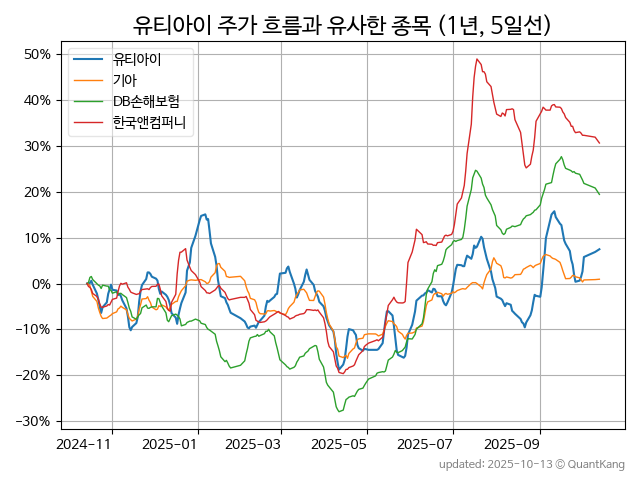 유티아이 주가 흐름과 유사한 종목 (1년, 5일선)
유티아이
기아
DB손해보험
한국앤컴퍼니
50%
40%
30%
20%
10%
0%
−10%
−20%
−30%
2024-11 2025-01 2025-03 2025-05 2025-07 2025-09
updated: 2025-10-13 ⓒ QuantKang